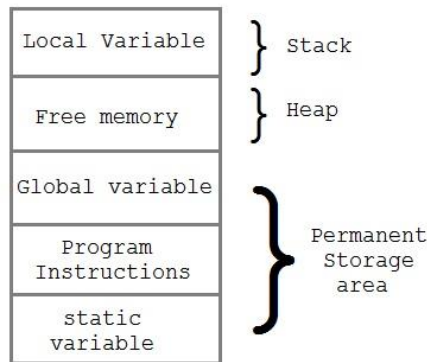 Local Variable
Stack
Free memory
Heap
Global variable
Program
Instructions
static
variable
Permanent
Storage
area